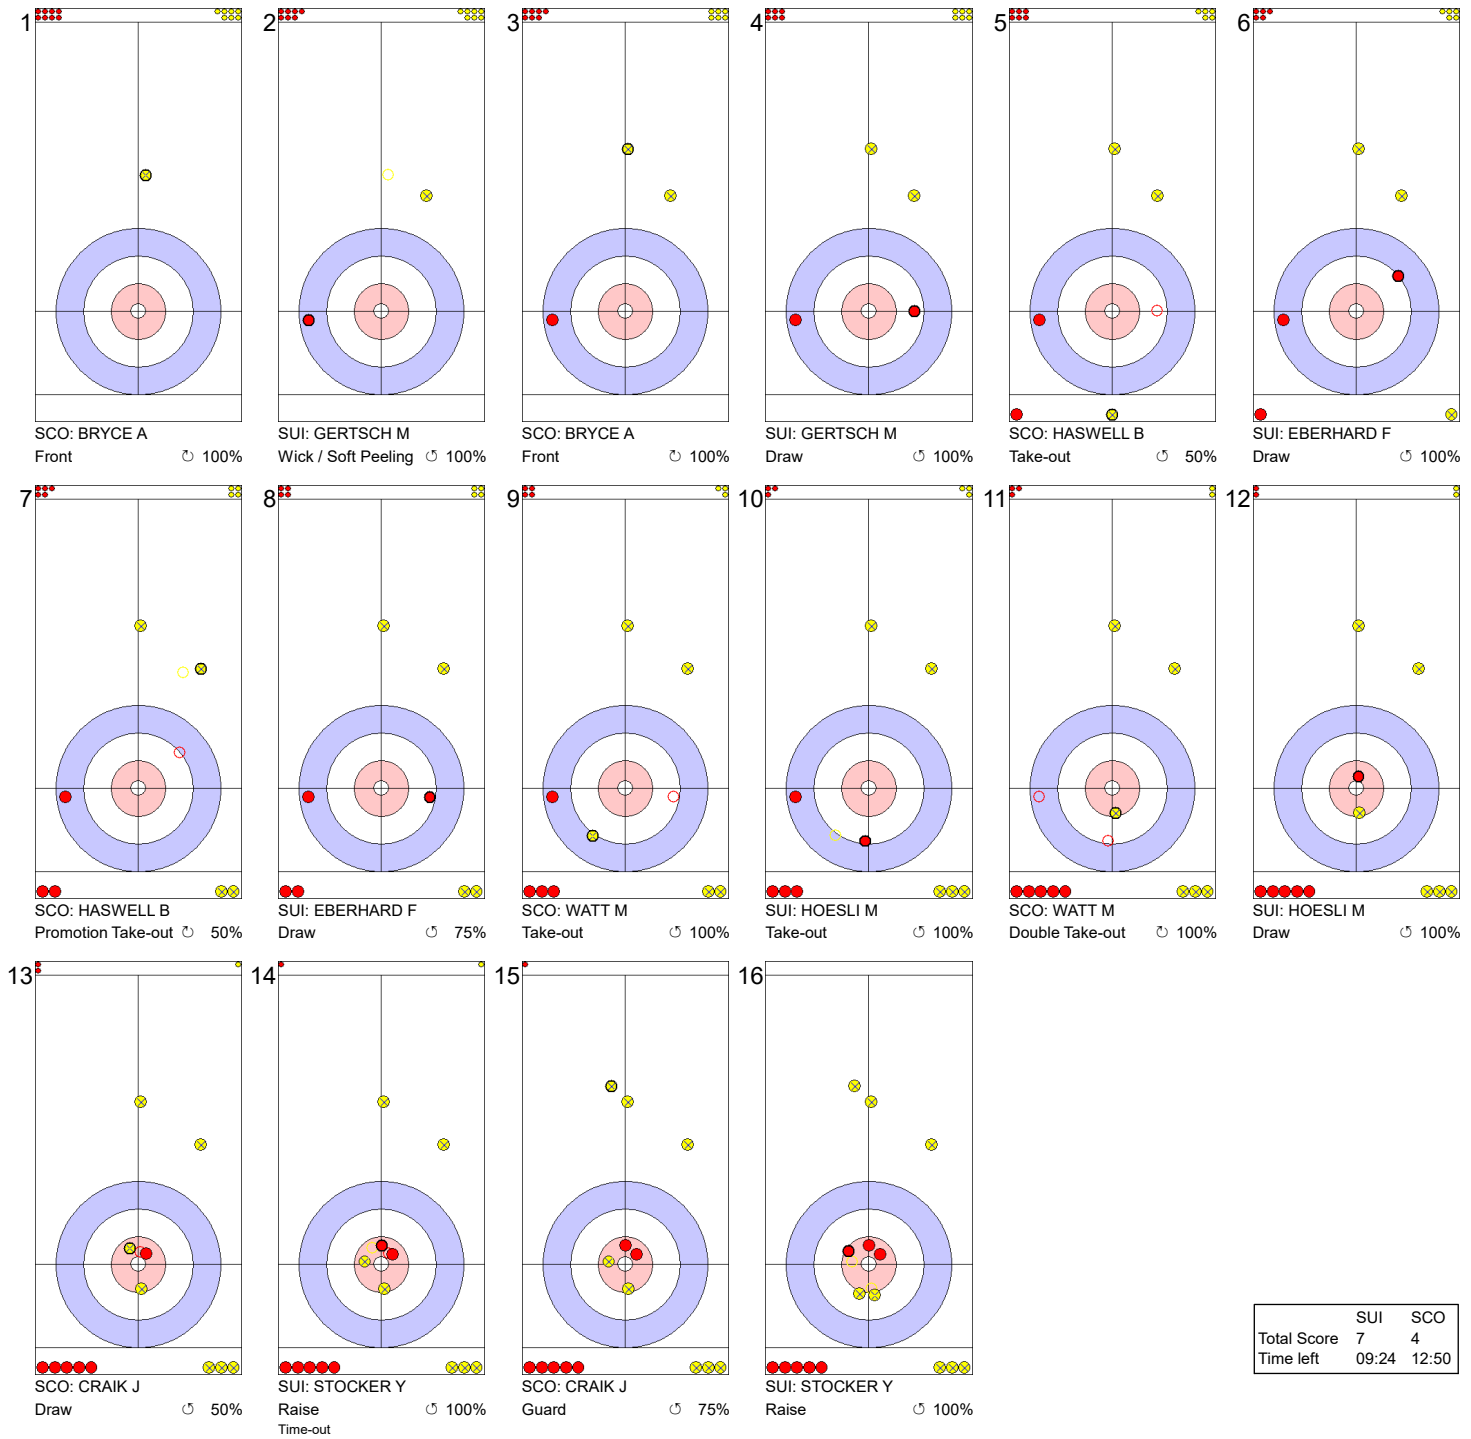 1
SCO: BRYCE A
Front ↻ 100%
2
SUI: GERTSCH M
Wick / Soft Peeling ↺ 100%
3
SCO: BRYCE A
Front ↻ 100%
4
SUI: GERTSCH M
Draw ↺ 100%
5
SCO: HASWELL B
Take-out ↺ 50%
6
SUI: EBERHARD F
Draw ↺ 100%
7
SCO: HASWELL B
Promotion Take-out ↻ 50%
8
SUI: EBERHARD F
Draw ↺ 75%
9
SCO: WATT M
Take-out ↺ 100%
10
SUI: HOESLI M
Take-out ↺ 100%
11
SCO: WATT M
Double Take-out ↻ 100%
12
SUI: HOESLI M
Draw ↺ 100%
13
SCO: CRAIK J
Draw ↺ 50%
14
SUI: STOCKER Y
Raise ↺ 100%
Time-out
15
SCO: CRAIK J
Guard ↺ 75%
16
SUI: STOCKER Y
Raise ↺ 100%
SUI SCO
Total Score 7 4
Time left 09:24 12:50